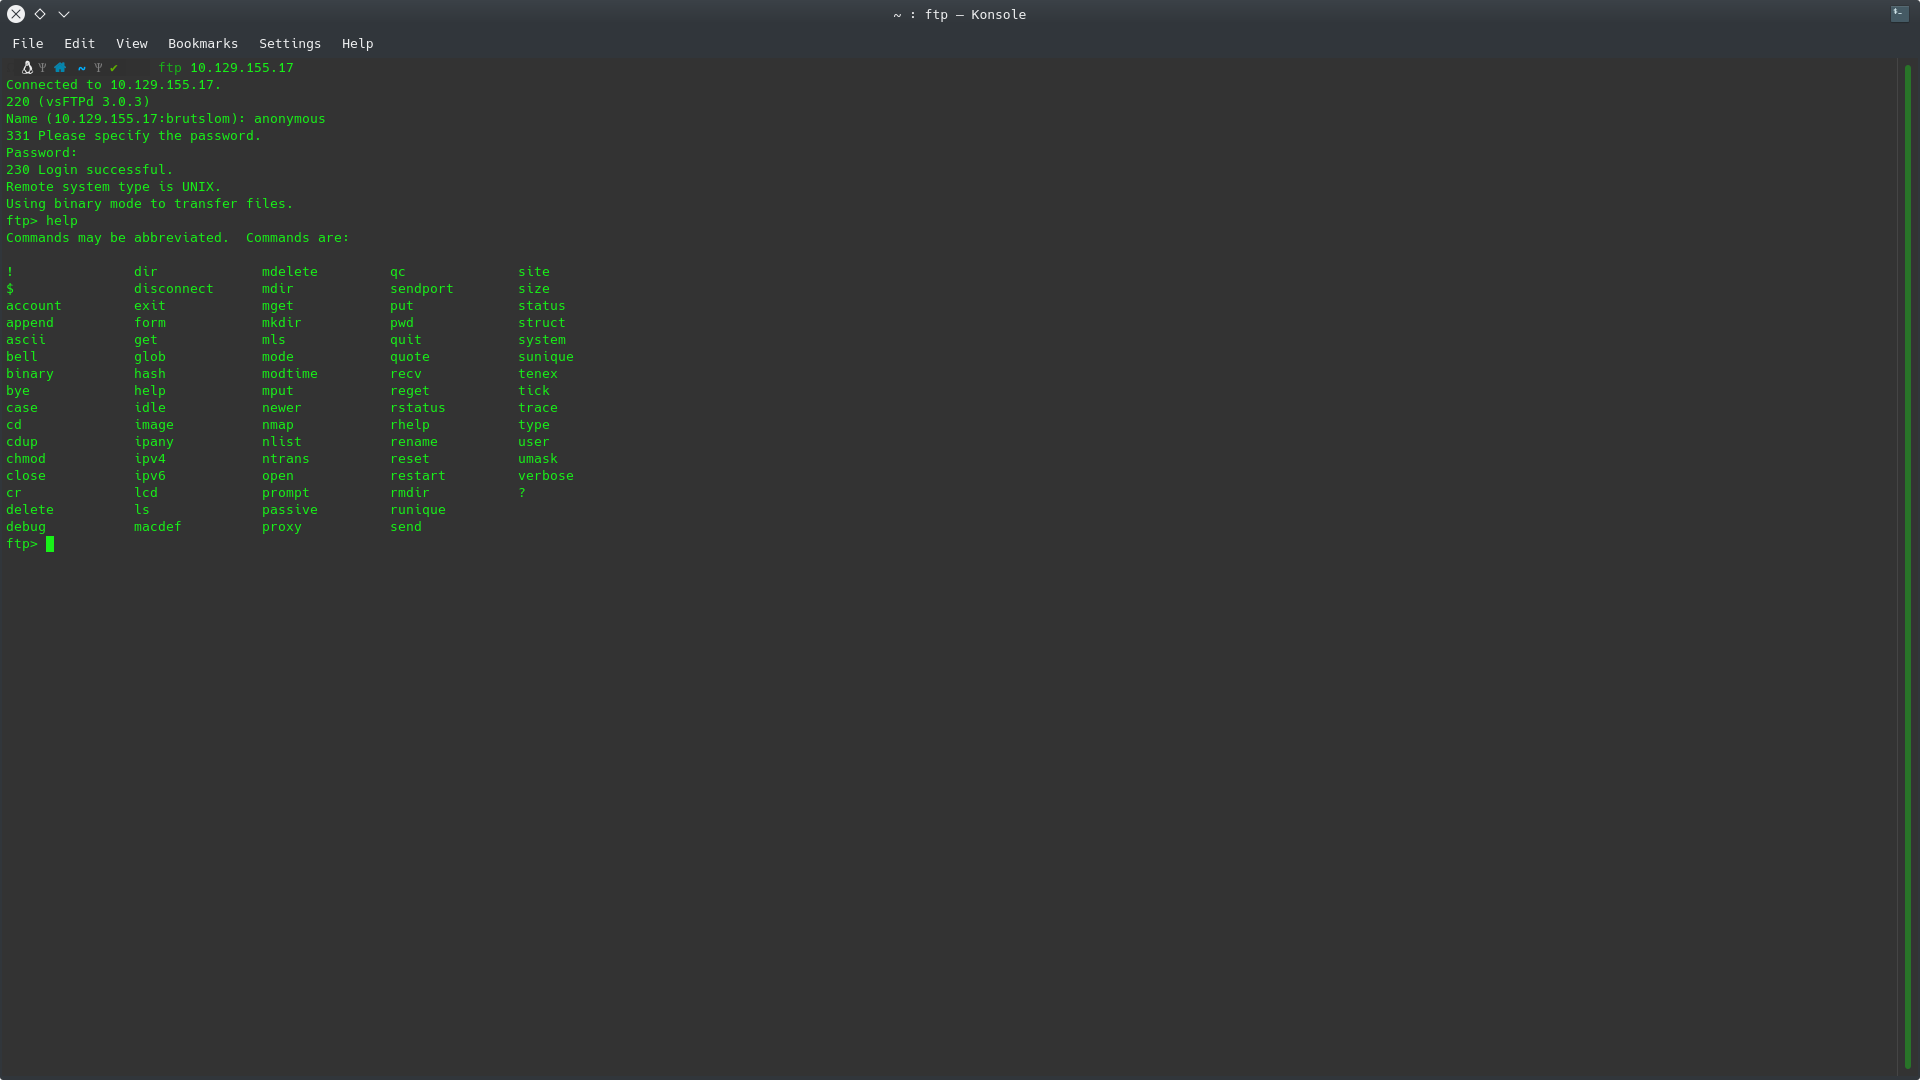 ~ : ftp — Konsole
File Edit View Bookmarks Settings Help
~ ✔ ftp 10.129.155.17
Connected to 10.129.155.17.
220 (vsFTPd 3.0.3)
Name (10.129.155.17:brutslom): anonymous
331 Please specify the password.
Password:
230 Login successful.
Remote system type is UNIX.
Using binary mode to transfer files.
ftp> help
Commands may be abbreviated.  Commands are:

!               dir             mdelete         qc              site
$               disconnect      mdir            sendport        size
account         exit            mget            put             status
append          form            mkdir           pwd             struct
ascii           get             mls             quit            system
bell            glob            mode            quote           sunique
binary          hash            modtime         recv            tenex
bye             help            mput            reget           tick
case            idle            newer           rstatus         trace
cd              image           nmap            rhelp           type
cdup            ipany           nlist           rename          user
chmod           ipv4            ntrans          reset           umask
close           ipv6            open            restart         verbose
cr              lcd             prompt          rmdir           ?
delete          ls              passive         runique
debug           macdef          proxy           send
ftp>